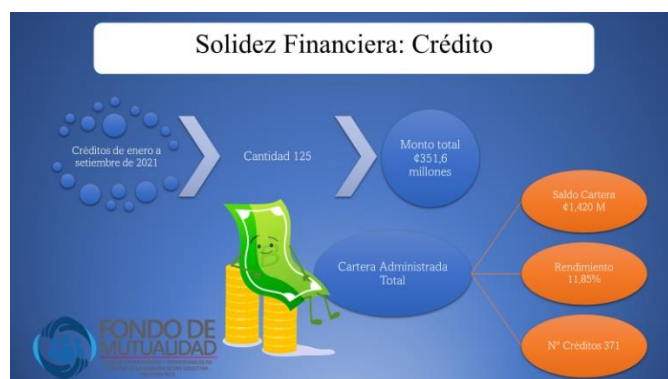 Solidez Financiera: Crédito
Créditos de enero a
setiembre de 2021
Cantidad 125
Monto total
¢351,6
millones
Saldo Cartera
¢1,420 M
Cartera Administrada
Total
Rendimiento
11,85%
N° Créditos 371
FONDO DE
MUTUALIDAD